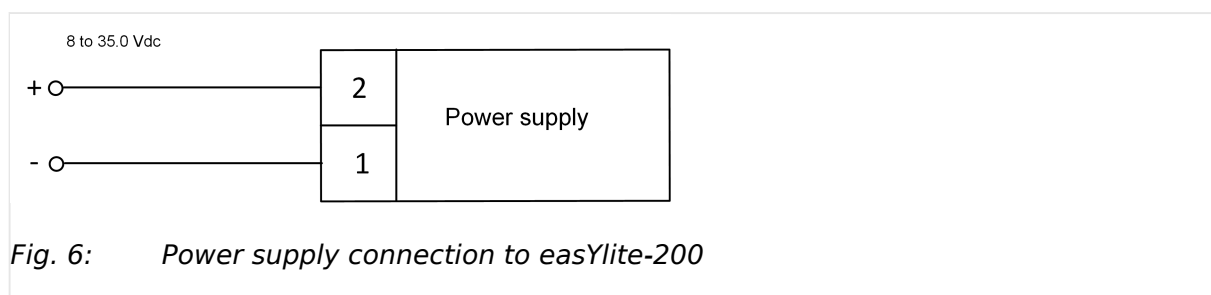 8 to 35.0 Vdc
+ 2
Power supply
- 1
Fig. 6: Power supply connection to easYlite-200